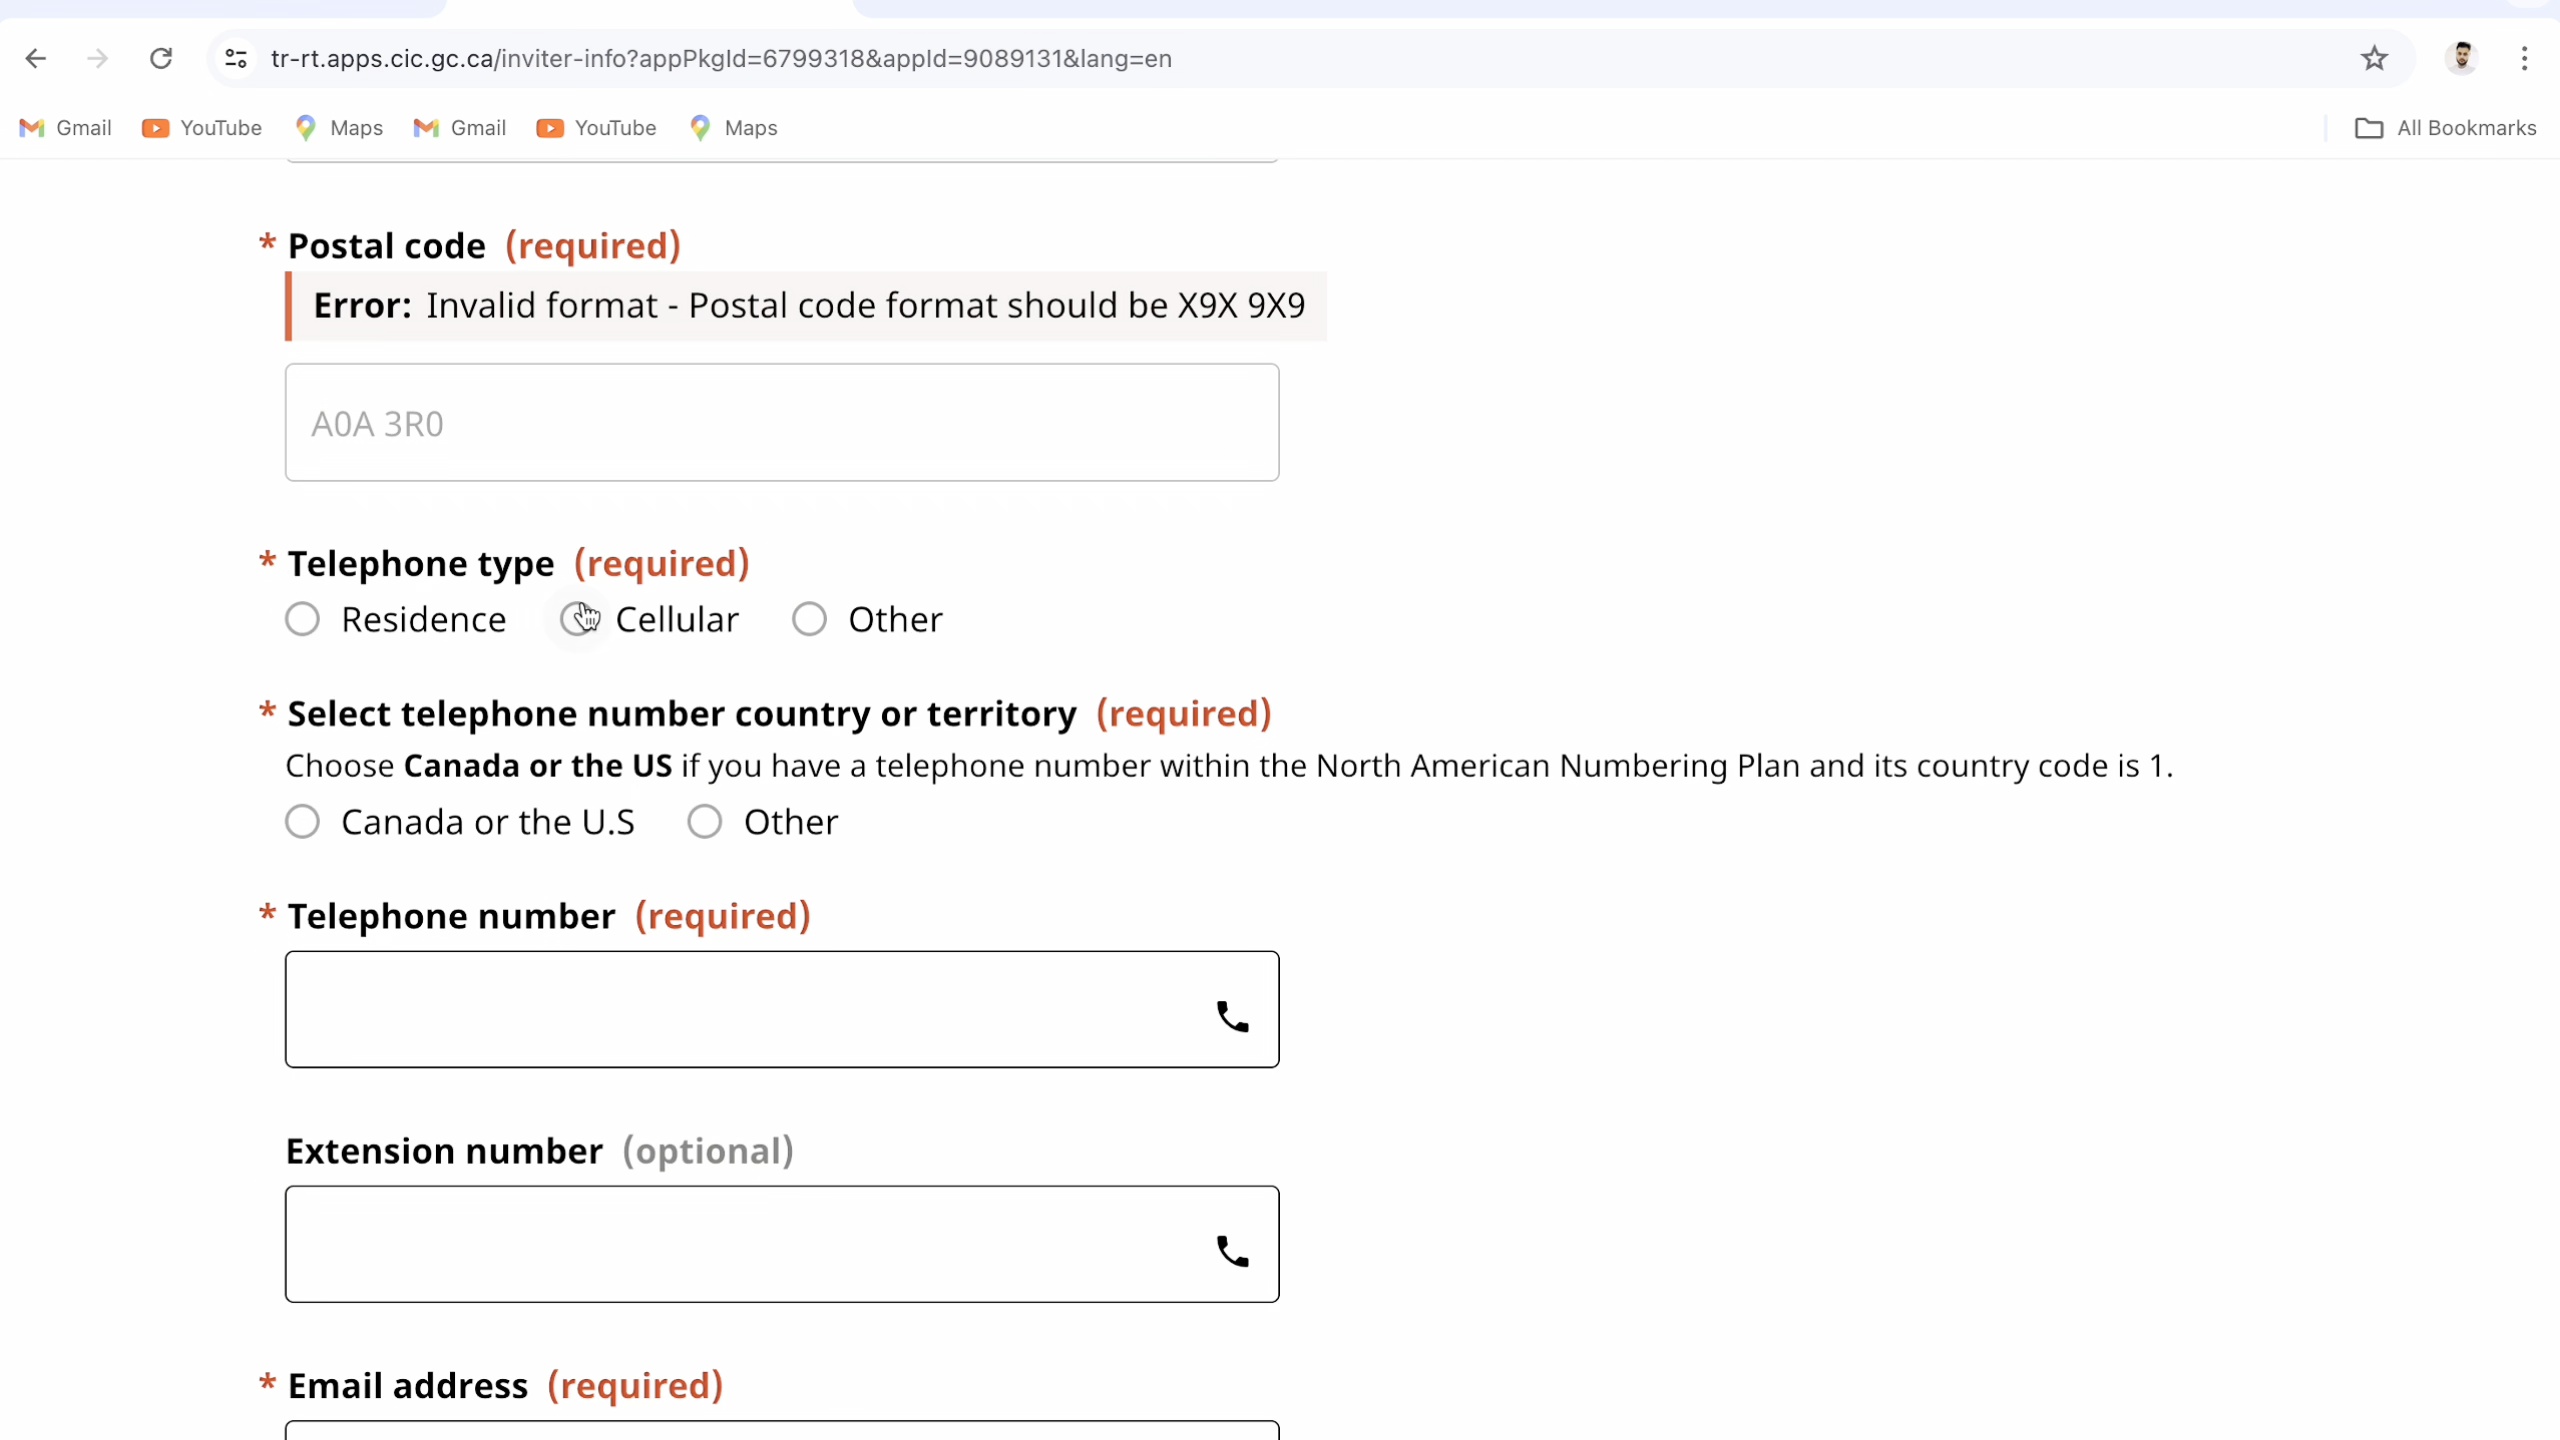 tr-rt.apps.cic.gc.ca/inviter-info?appPkgId=6799318&appId=9089131&lang=en
Gmail YouTube Maps Gmail YouTube Maps All Bookmarks
* Postal code (required)
Error: Invalid format - Postal code format should be X9X 9X9
A0A 3R0
* Telephone type (required)
Residence Cellular Other
* Select telephone number country or territory (required)
Choose Canada or the US if you have a telephone number within the North American Numbering Plan and its country code is 1.
Canada or the U.S Other
* Telephone number (required)
Extension number (optional)
* Email address (required)